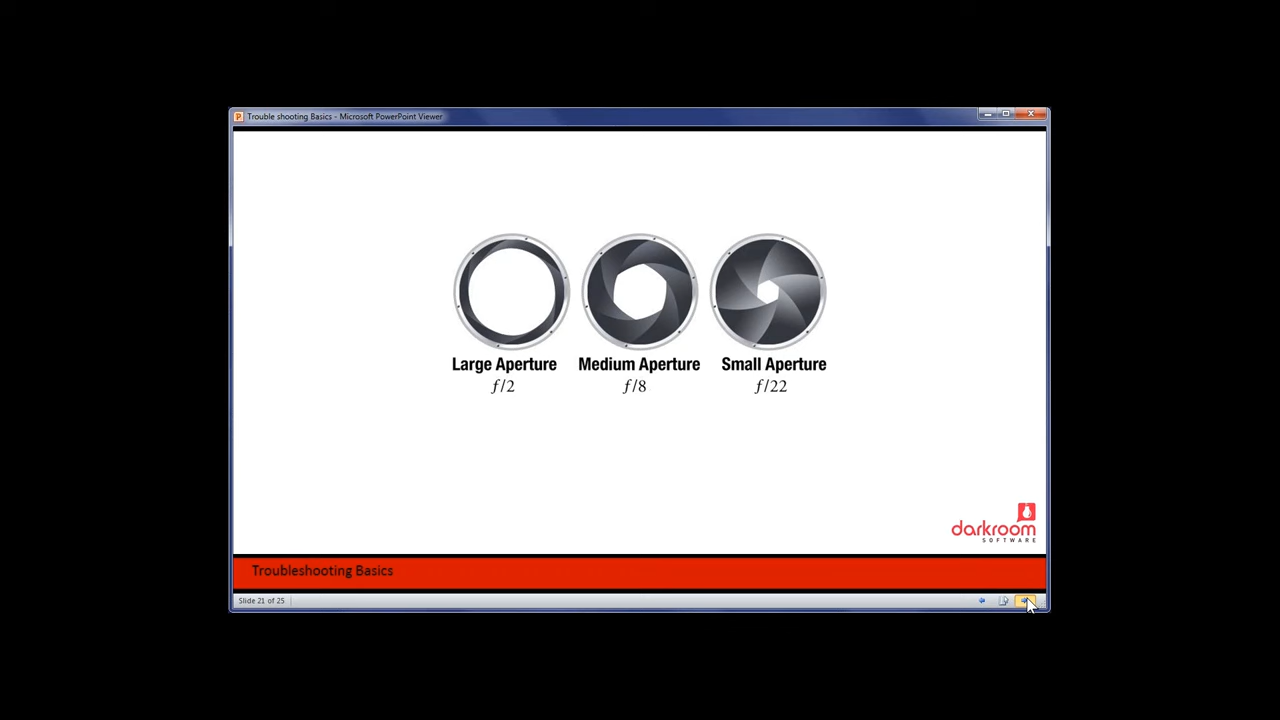 Trouble shooting Basics - Microsoft PowerPoint Viewer
Large Aperture Medium Aperture Small Aperture
ƒ/2 ƒ/8 ƒ/22
darkroom
SOFTWARE
Troubleshooting Basics
Slide 21 of 25